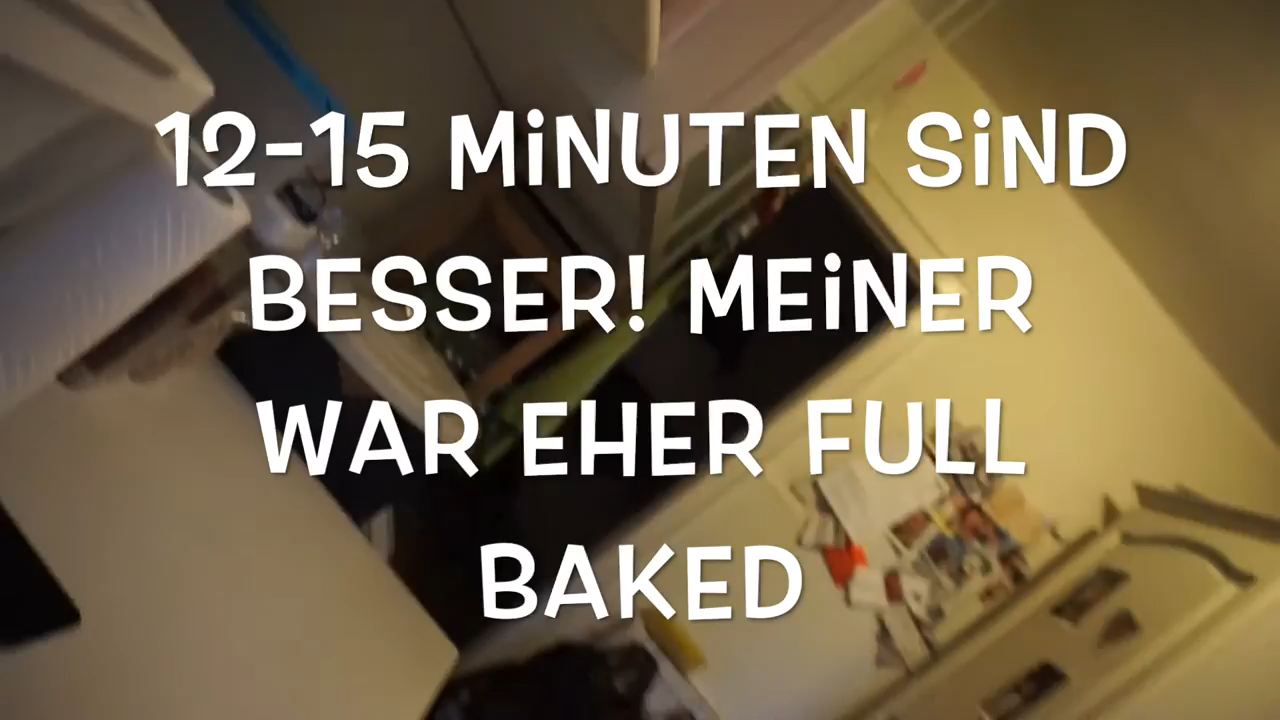 12-15 MiNUTEN SiND
BESSER! MEiNER
WAR EHER FULL
BAKED